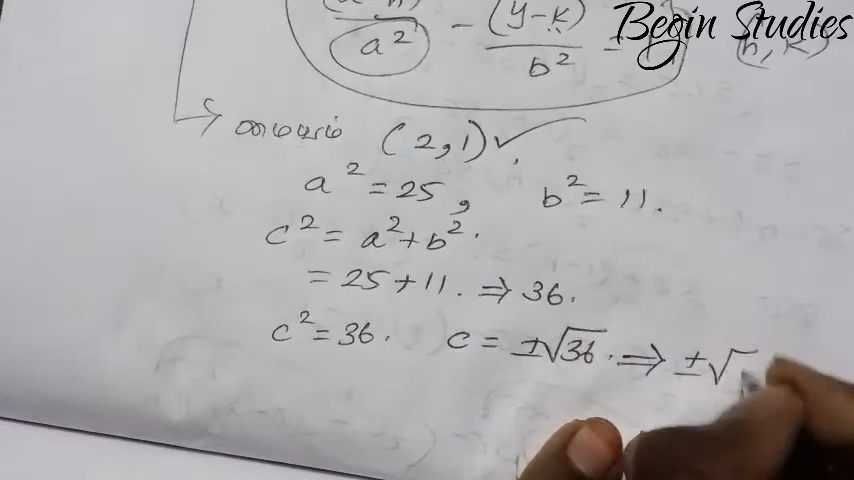 Begin Studies
a² - (y-k) / b² = 1 (h, k)
(2,1) ✓
a² = 25, b² = 11.
c² = a² + b².
= 25 + 11. ⇒ 36.
c² = 36. c = ±√36. ⇒ ±√